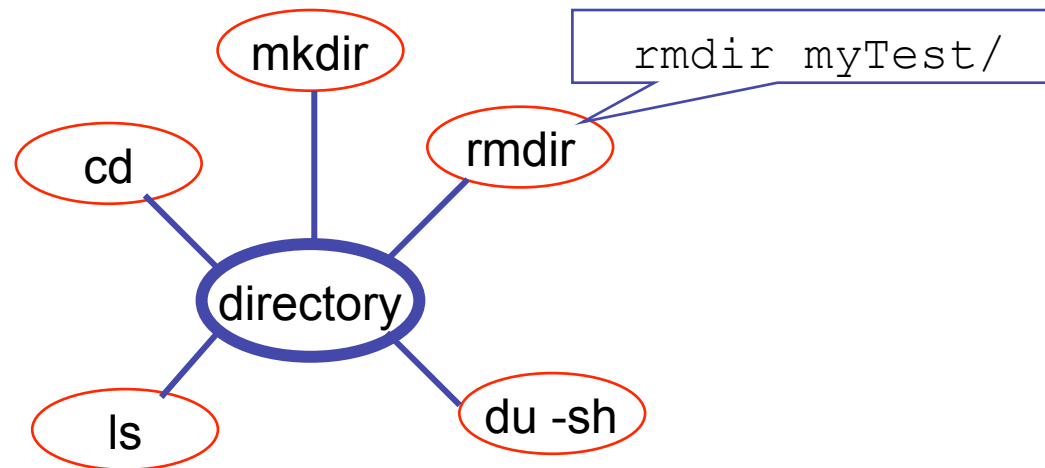 mkdir
rmdir myTest/
rmdir
cd
directory
ls
du -sh